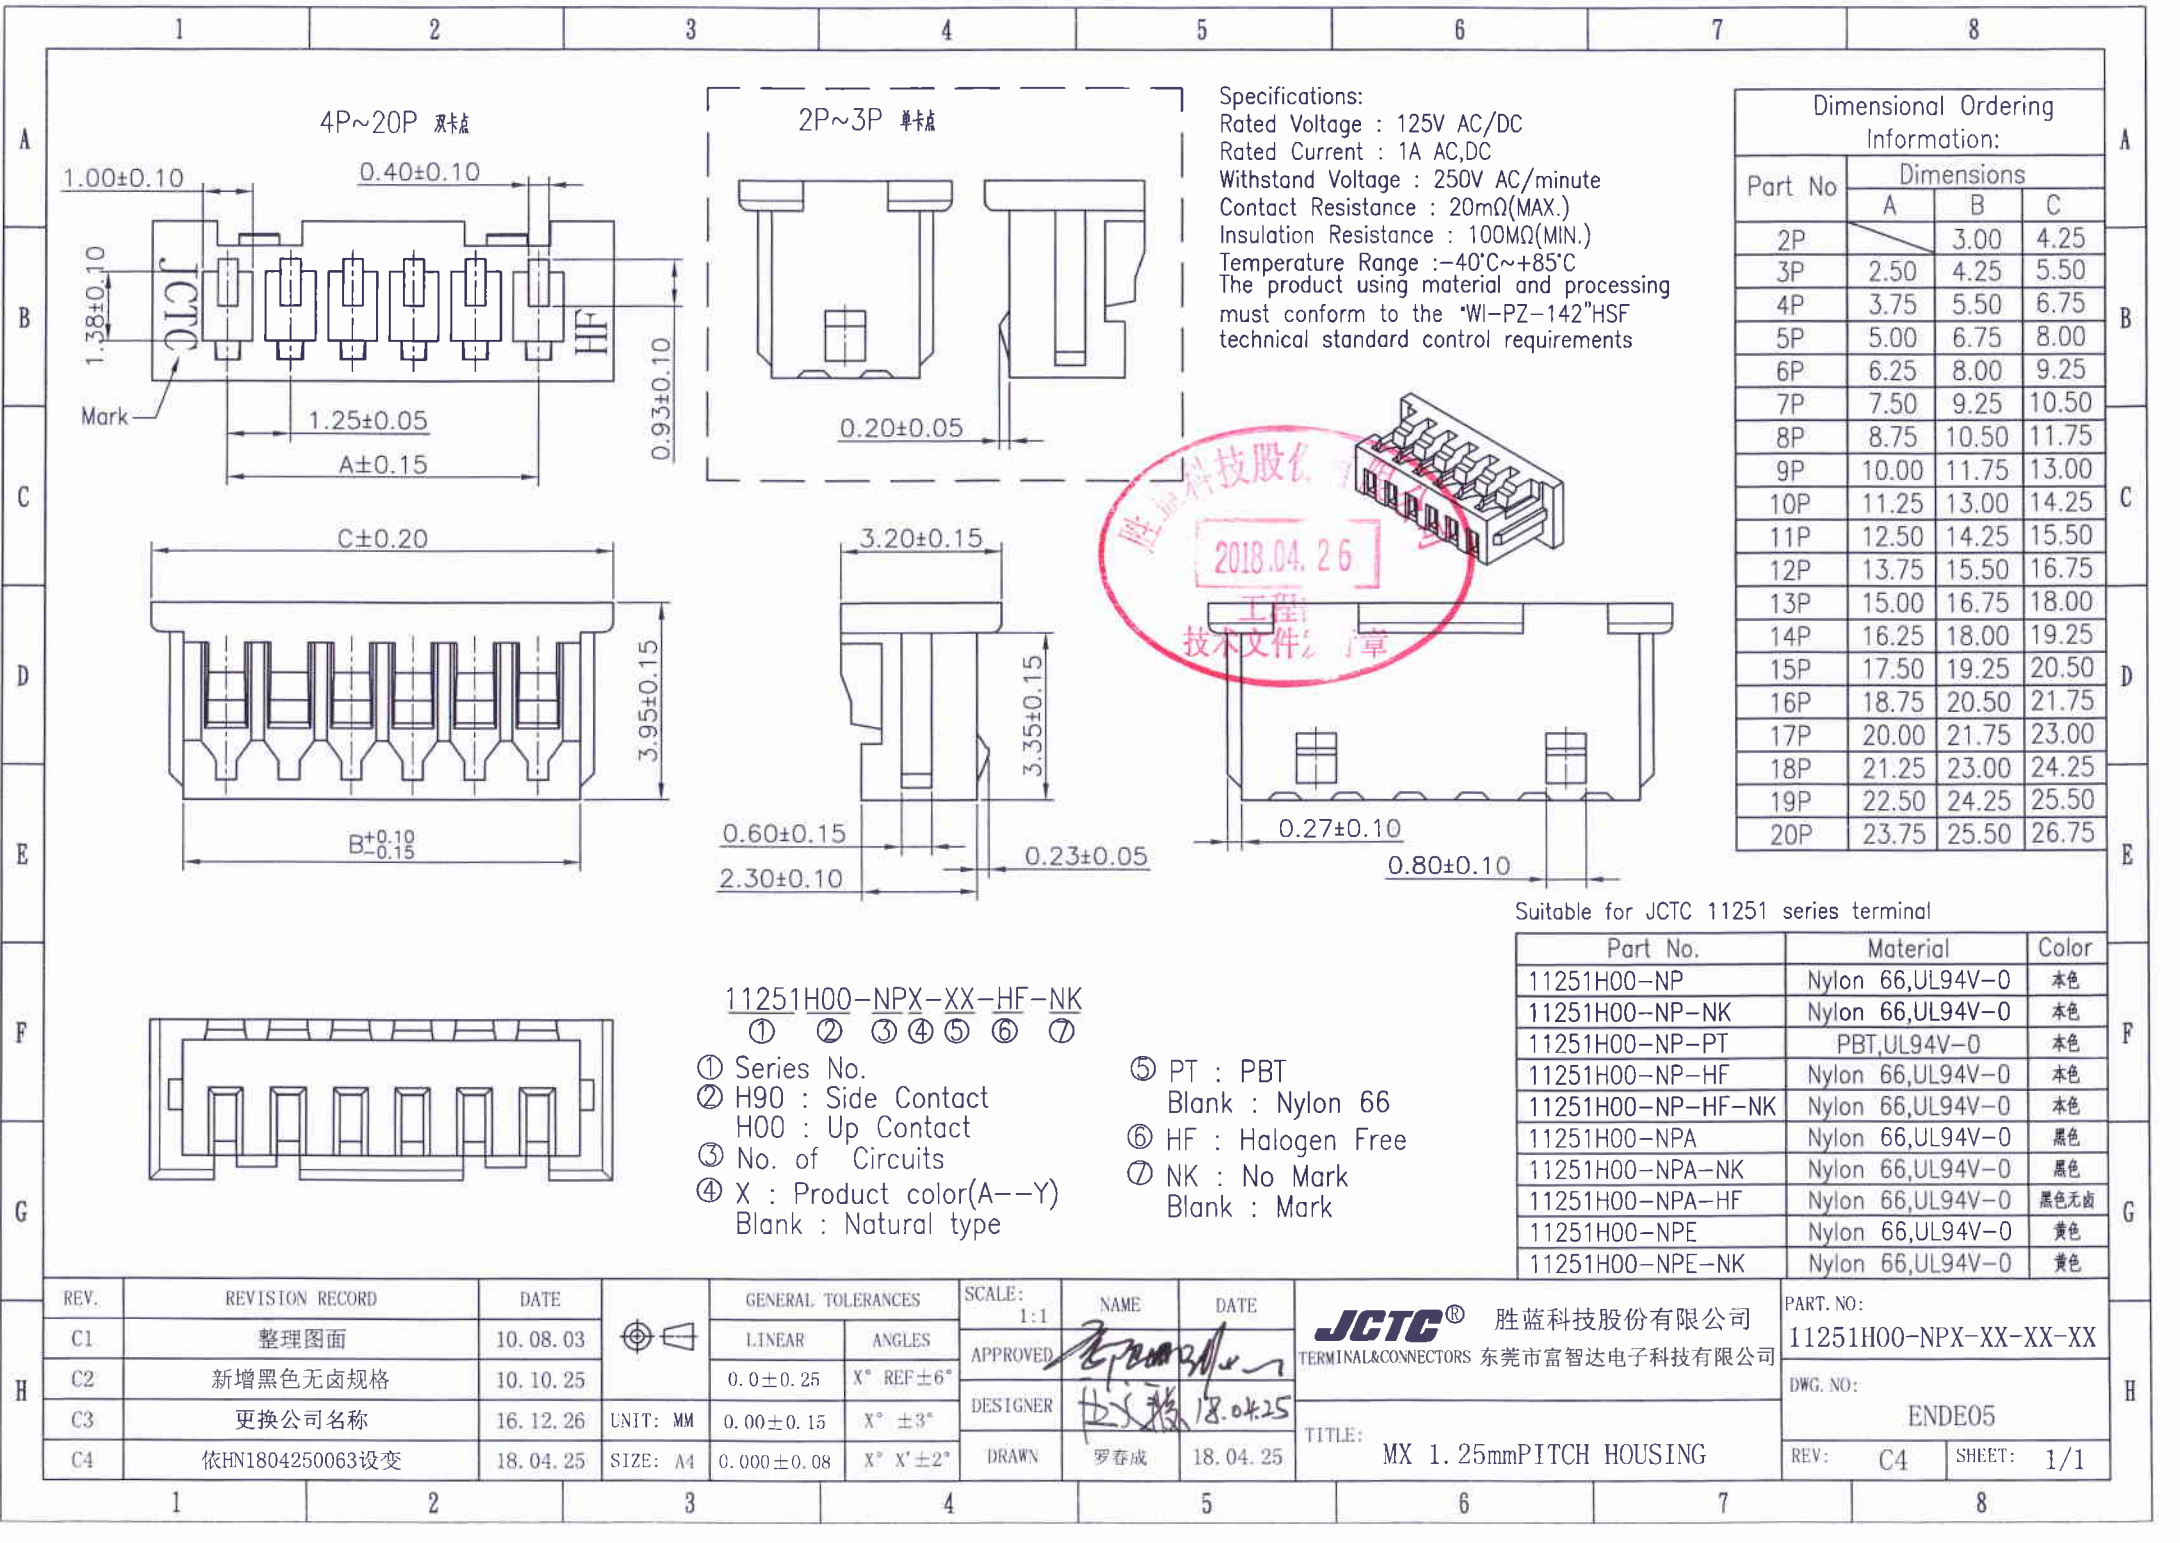 1 2 3 4 5 6 7 8
A
B
C
D
E
F
G
H
4P~20P 双卡点
1.00±0.10
0.40±0.10
1.38±0.10
JCTC
HF
Mark
0.93±0.10
1.25±0.05
A±0.15
2P~3P 单卡点
0.20±0.05
Specifications:
Rated Voltage : 125V AC/DC
Rated Current : 1A AC,DC
Withstand Voltage : 250V AC/minute
Contact Resistance : 20mΩ(MAX.)
Insulation Resistance : 100MΩ(MIN.)
Temperature Range :-40°C~+85°C
The product using material and processing
must conform to the "WI-PZ-142"HSF
technical standard control requirements
Dimensional Ordering
Information:
Part No Dimensions
A B C
2P 3.00 4.25
3P 2.50 4.25 5.50
4P 3.75 5.50 6.75
5P 5.00 6.75 8.00
6P 6.25 8.00 9.25
7P 7.50 9.25 10.50
8P 8.75 10.50 11.75
9P 10.00 11.75 13.00
10P 11.25 13.00 14.25
11P 12.50 14.25 15.50
12P 13.75 15.50 16.75
13P 15.00 16.75 18.00
14P 16.25 18.00 19.25
15P 17.50 19.25 20.50
16P 18.75 20.50 21.75
17P 20.00 21.75 23.00
18P 21.25 23.00 24.25
19P 22.50 24.25 25.50
20P 23.75 25.50 26.75
C±0.20
3.95±0.15
B+0.10
-0.15
3.20±0.15
3.35±0.15
0.60±0.15
2.30±0.10
0.23±0.05
科技股份
2018.04.26
工程
技术文件 章
0.27±0.10
0.80±0.10
Suitable for JCTC 11251 series terminal
Part No. Material Color
11251H00-NP Nylon 66,UL94V-0 本色
11251H00-NP-NK Nylon 66,UL94V-0 本色
11251H00-NP-PT PBT,UL94V-0 本色
11251H00-NP-HF Nylon 66,UL94V-0 本色
11251H00-NP-HF-NK Nylon 66,UL94V-0 本色
11251H00-NPA Nylon 66,UL94V-0 黑色
11251H00-NPA-NK Nylon 66,UL94V-0 黑色
11251H00-NPA-HF Nylon 66,UL94V-0 黑色无卤
11251H00-NPE Nylon 66,UL94V-0 黄色
11251H00-NPE-NK Nylon 66,UL94V-0 黄色
11251H00-NPX-XX-HF-NK
① ② ③ ④ ⑤ ⑥ ⑦
① Series No.
② H90 : Side Contact
H00 : Up Contact
③ No. of Circuits
④ X : Product color(A--Y)
Blank : Natural type
⑤ PT : PBT
Blank : Nylon 66
⑥ HF : Halogen Free
⑦ NK : No Mark
Blank : Mark
REV. REVISION RECORD DATE
C1 整理图面 10.08.03
C2 新增黑色无卤规格 10.10.25
C3 更换公司名称 16.12.26
C4 依HN1804250063设变 18.04.25
UNIT: MM
SIZE: A4
GENERAL TOLERANCES
LINEAR ANGLES
0.0±0.25 X° REF±6°
0.00±0.15 X° ±3°
0.000±0.08 X° X'±2°
SCALE: 1:1
NAME DATE
APPROVED
DESIGNER 18.04.25
DRAWN 罗春成 18.04.25
JCTC® 胜蓝科技股份有限公司
TERMINAL&CONNECTORS 东莞市富智达电子科技有限公司
TITLE: MX 1.25mmPITCH HOUSING
PART.NO:
11251H00-NPX-XX-XX-XX
DWG.NO:
ENDE05
REV: C4 SHEET: 1/1
1 2 3 4 5 6 7 8